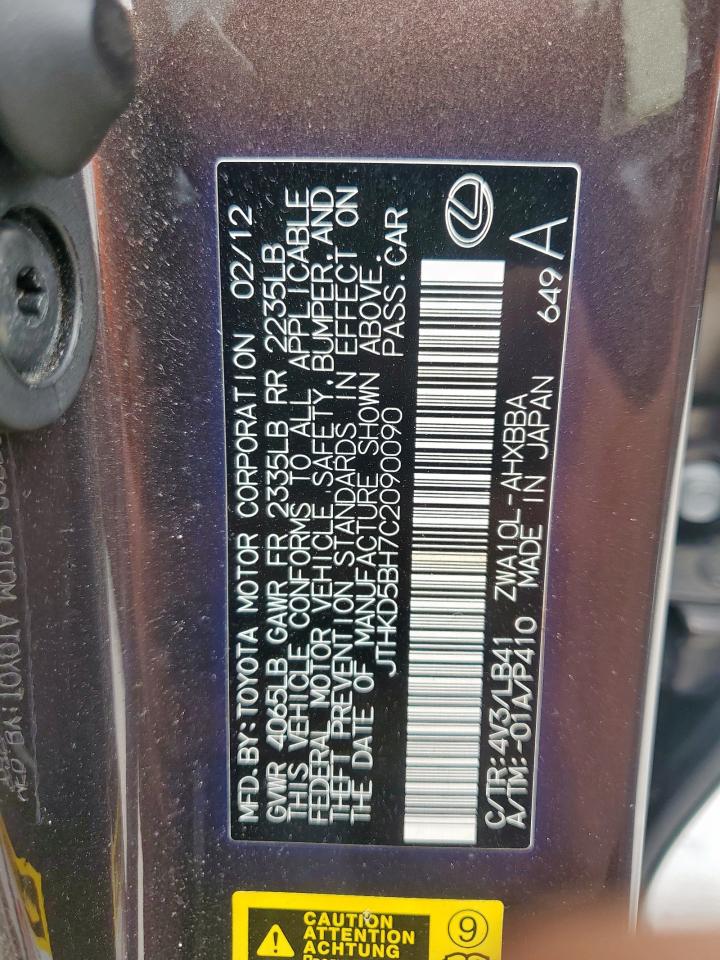 MFD.BY:TOYOTA MOTOR CORPORATION 02/12
GVWR 4065LB GAWR FR 2335LB RR 2235LB
THIS VEHICLE CONFORMS TO ALL APPLICABLE
FEDERAL MOTOR VEHICLE SAFETY,BUMPER,AND
THEFT PREVENTION STANDARDS IN EFFECT ON
THE DATE OF MANUFACTURE SHOWN ABOVE.
JTHKD5BH7C2090090 PASS.CAR
C/TR:4V3/LB41 ZWA10L-AHXBBA
A/TM:-01A/P410 MADE IN JAPAN 649 A
CAUTION
ATTENTION
ACHTUNG
9